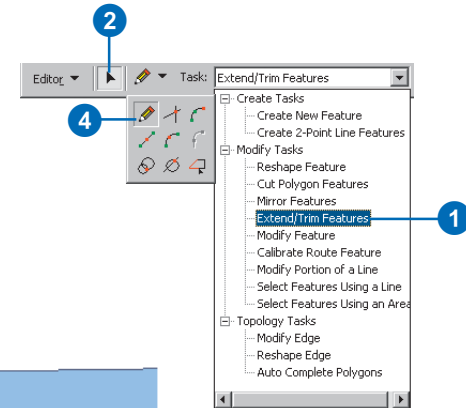 2
Editor Task: Extend/Trim Features
4
Create Tasks
Create New Feature
Create 2-Point Line Features
Modify Tasks
Reshape Feature
Cut Polygon Features
Mirror Features
Extend/Trim Features
1
Modify Feature
Calibrate Route Feature
Modify Portion of a Line
Select Features Using a Line
Select Features Using an Area
Topology Tasks
Modify Edge
Reshape Edge
Auto Complete Polygons